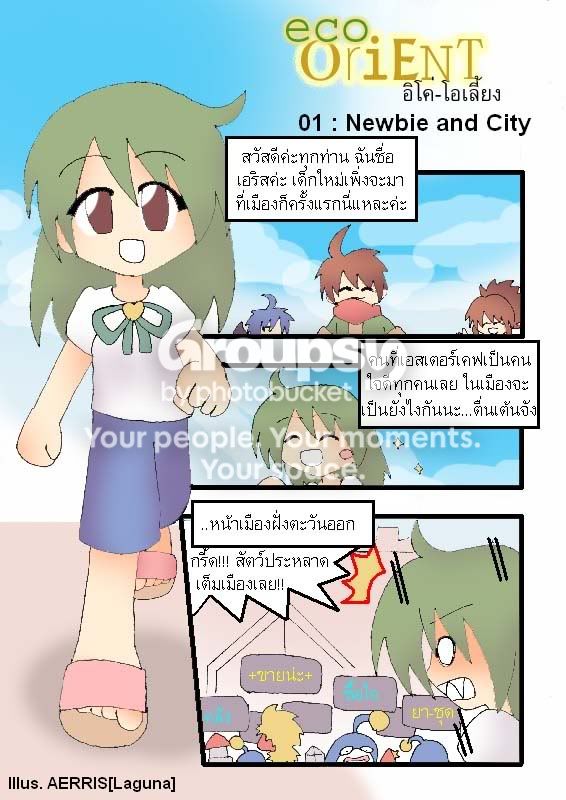 eco
OriENT
อิโค่-โอเลี้ยง
01 : Newbie and City
สวัสดีค่ะทุกท่าน ฉันชื่อ
เอริสค่ะ เด็กใหม่เพิ่งจะมา
ที่เมืองก็ครั้งแรกนี่แหละค่ะ
Groupsy
by photobucket
Your people. Your moments.
Your space.
คนที่เอสเตอร์เคฟเป็นคน
ใจดีทุกคนเลย ในเมืองจะ
เป็นยังไงกันนะ...ตื่นเต้นจัง
..หน้าเมืองฝั่งตะวันออก
กรี้ด!!! สัตว์ประหลาด
เต็มเมืองเลย!!
+ขายน่ะ+
ยา-ชุด
Illus. AERRIS[Laguna]